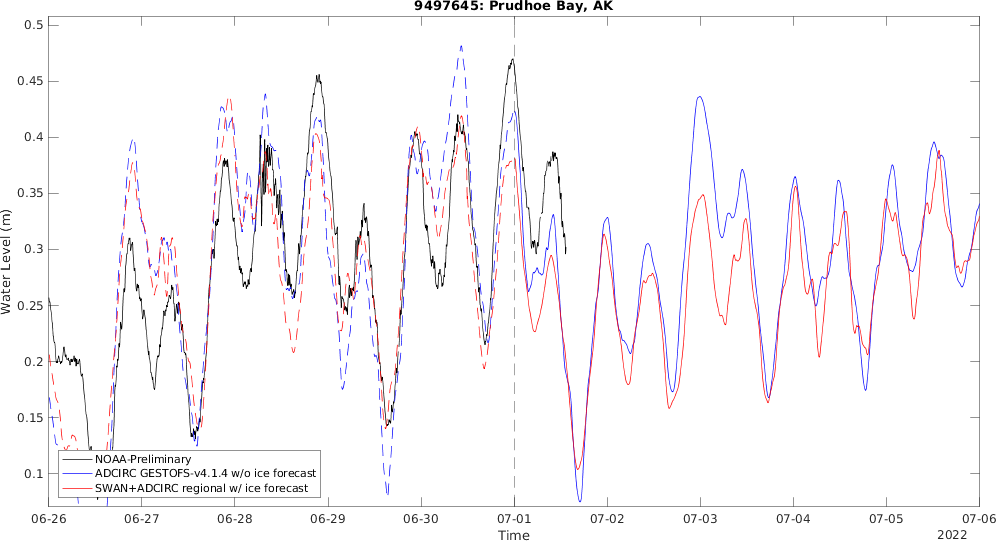 9497645: Prudhoe Bay, AK
0.5
0.45
0.4
0.35
0.3
0.25
0.2
0.15
0.1
Water Level (m)
NOAA-Preliminary
ADCIRC GESTOFS-v4.1.4 w/o ice forecast
SWAN+ADCIRC regional w/ ice forecast
06-26 06-27 06-28 06-29 06-30 07-01 07-02 07-03 07-04 07-05 07-06
Time
2022